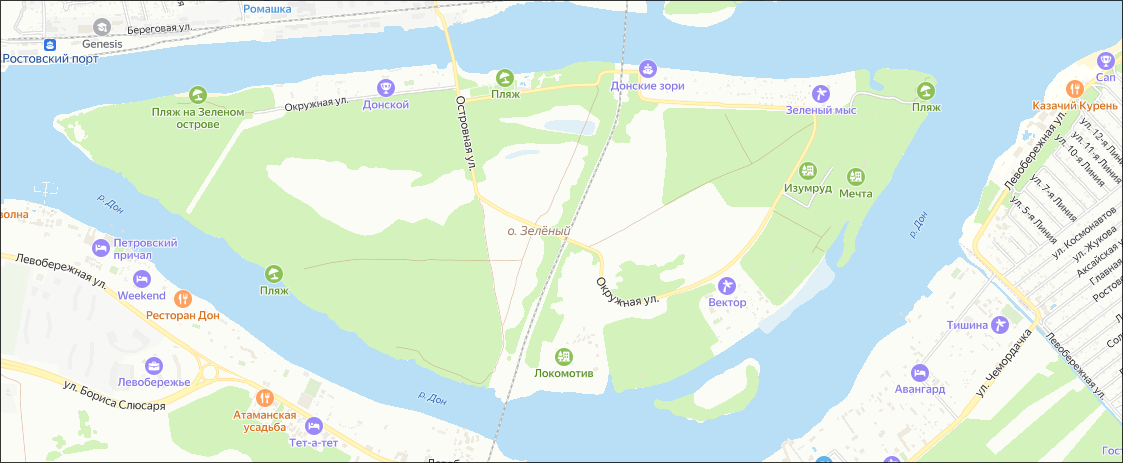 Ромашка
Береговая ул.
Genesis
Ростовский порт
Пляж на Зеленом
острове
Окружная ул.
Донской
Островная ул.
Пляж
Донские зори
Зеленый мыс
Пляж
Сап
Казачий Курень
Левобережная ул.
ул. 12-я Линия
ул. 11-я Линия
ул. 10-я Линия
ул. 7-я Линия
ул. 5-я Линия
ул. Космонавтов
ул. Жукова
Аксайская
Главная
Изумруд
Мечта
р. Дон
р. Дон
о. Зелёный
Петровский
причал
Левобережная ул.
Weekend
Ресторан Дон
Пляж
Окружная ул.
Вектор
Тишина
Левобережная ул.
ул. Чемордачка
Авангард
Локомотив
Левобережье
ул. Бориса Слюсаря
р. Дон
Атаманская
усадьба
Тет-а-тет